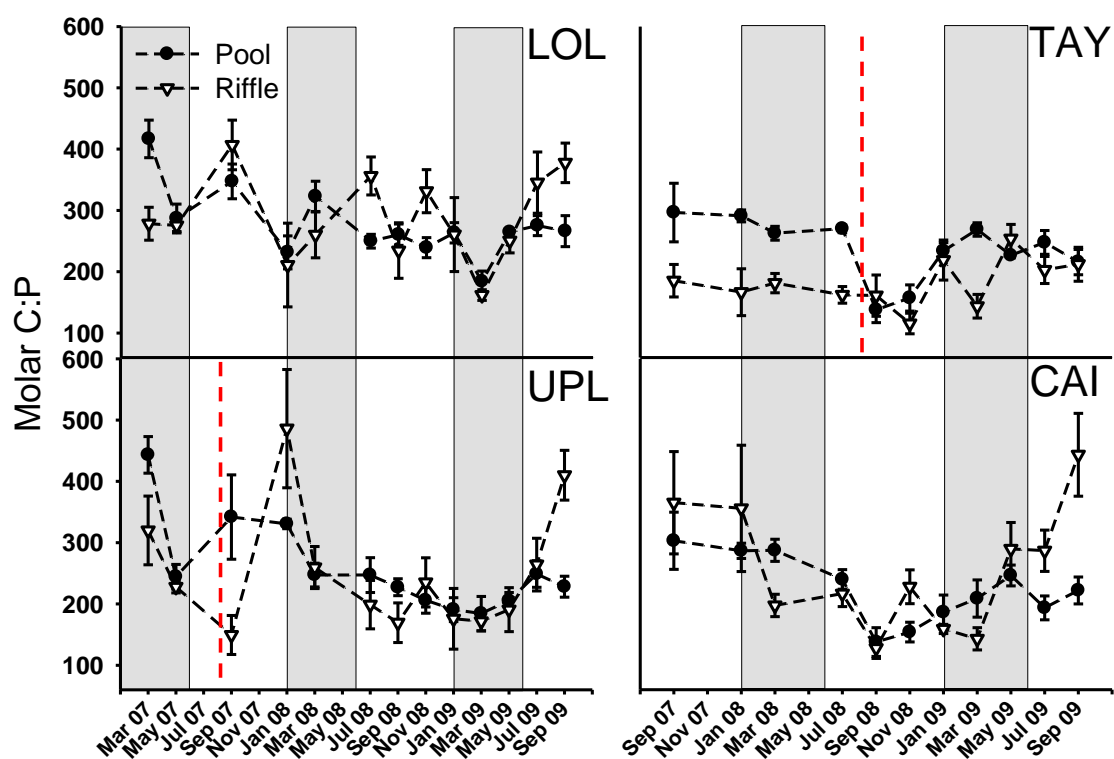 Molar C:P
600
500
400
300
200
100
Pool
Riffle
LOL
TAY
600
500
400
300
200
100
UPL
CAI
Mar 07
May 07
Jul 07
Sep 07
Nov 07
Jan 08
Mar 08
May 08
Jul 08
Sep 08
Nov 08
Jan 09
Mar 09
May 09
Jul 09
Sep 09
Sep 07
Nov 07
Jan 08
Mar 08
May 08
Jul 08
Sep 08
Nov 08
Jan 09
Mar 09
May 09
Jul 09
Sep 09